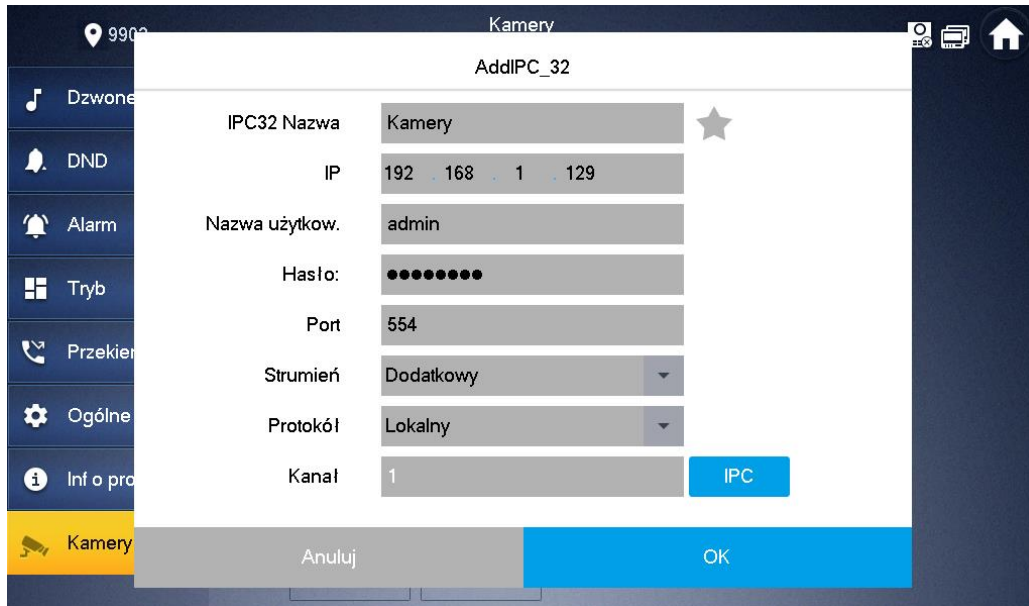 Kamery
AddIPC_32
Dzwone
IPC32 Nazwa Kamery
DND
IP 192 . 168 . 1 . 129
Alarm
Nazwa użytkow. admin
Hasło: ●●●●●●●●
Tryb
Port 554
Przekier
Strumień Dodatkowy
Ogólne
Protokół Lokalny
Inf o pro
Kanał 1 IPC
Kamery
Anuluj OK